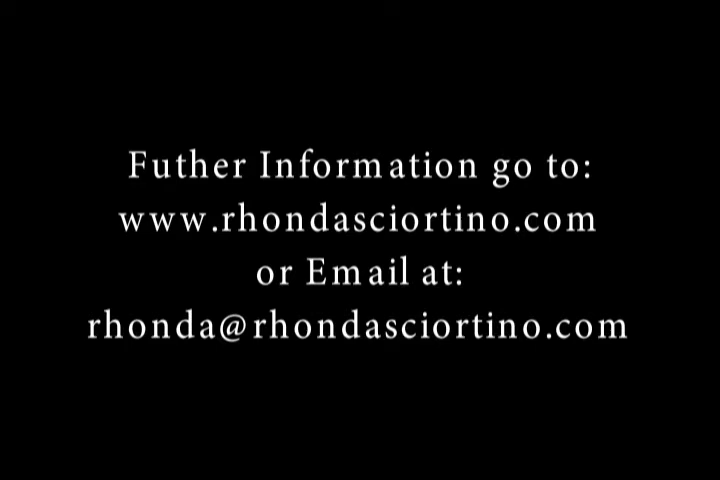 Futher Information go to:
www.rhondasciortino.com
or Email at:
rhonda@rhondasciortino.com